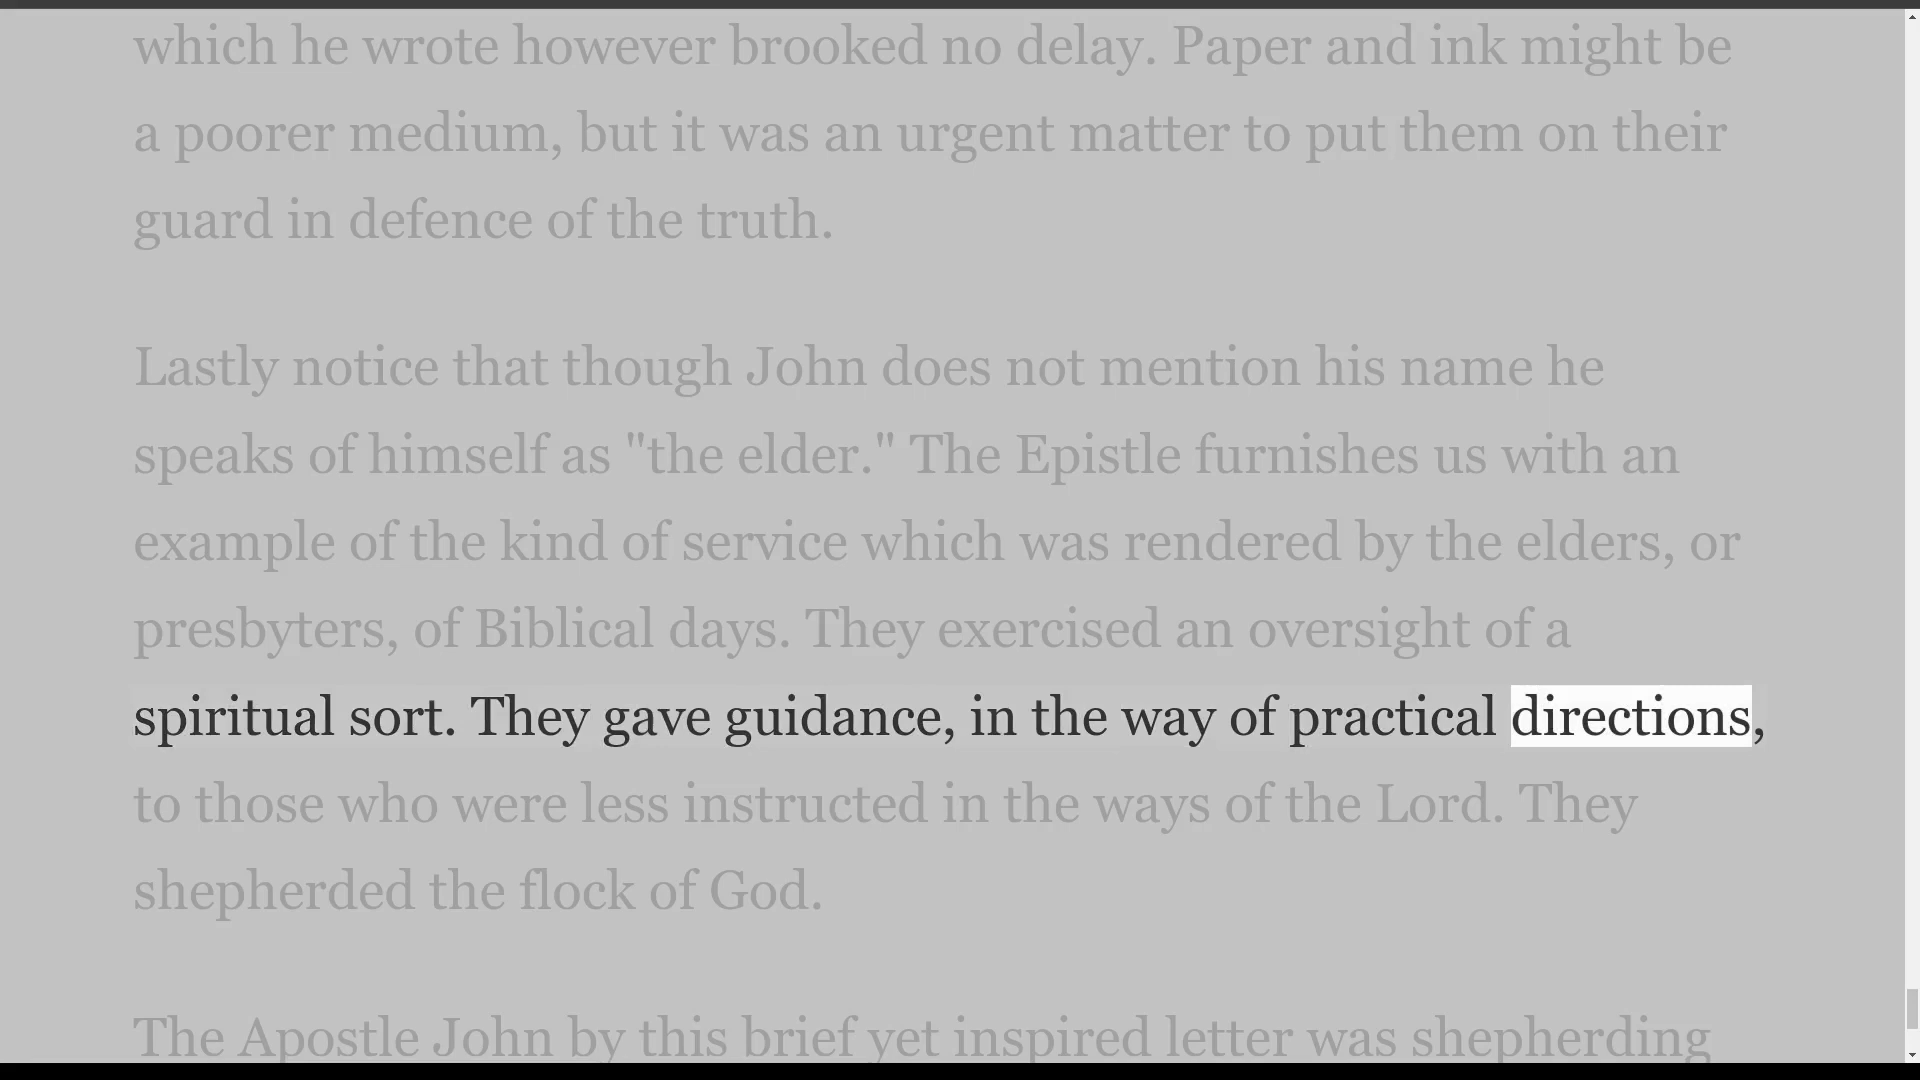 which he wrote however brooked no delay. Paper and ink might be
a poorer medium, but it was an urgent matter to put them on their
guard in defence of the truth.
Lastly notice that though John does not mention his name he
speaks of himself as "the elder." The Epistle furnishes us with an
example of the kind of service which was rendered by the elders, or
presbyters, of Biblical days. They exercised an oversight of a
spiritual sort. They gave guidance, in the way of practical directions,
to those who were less instructed in the ways of the Lord. They
shepherded the flock of God.
The Apostle John by this brief yet inspired letter was shepherding